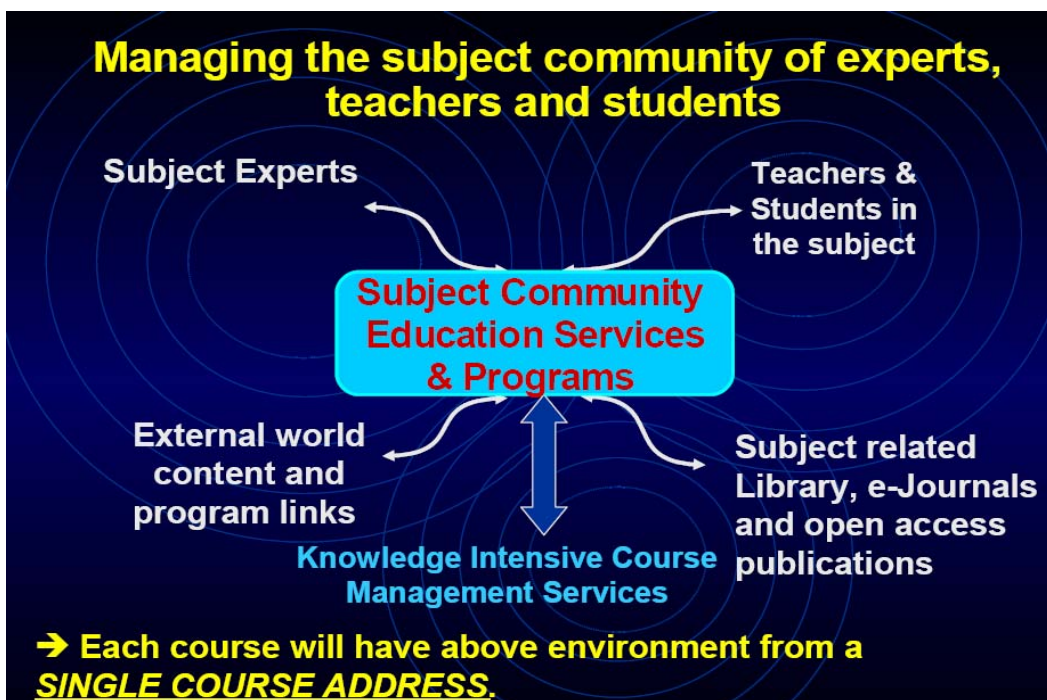 Managing the subject community of experts,
teachers and students
Subject Experts
Teachers &
Students in
the subject
Subject Community
Education Services
& Programs
External world
content and
program links
Subject related
Library, e-Journals
and open access
publications
Knowledge Intensive Course
Management Services
➔ Each course will have above environment from a
SINGLE COURSE ADDRESS.